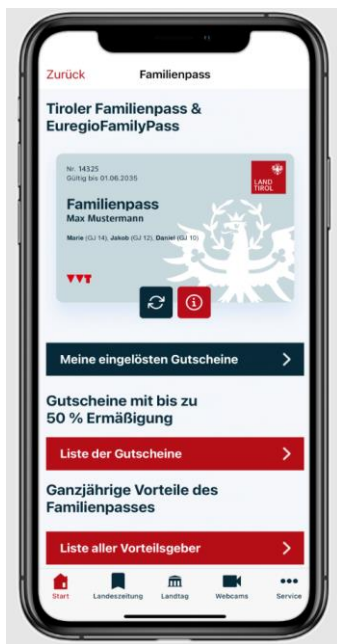 Zurück
Familienpass
Tiroler Familienpass &
EuregioFamilyPass
Nr. 14325
Gültig bis 01.06.2035
LAND
TIROL
Familienpass
Max Mustermann
Marie (GJ 14), Jakob (GJ 12), Daniel (GJ 10)
VVT
Meine eingelösten Gutscheine
Gutscheine mit bis zu
50 % Ermäßigung
Liste der Gutscheine
Ganzjährige Vorteile des
Familienpasses
Liste aller Vorteilsgeber
Start
Landeszeitung
Landtag
Webcams
Service